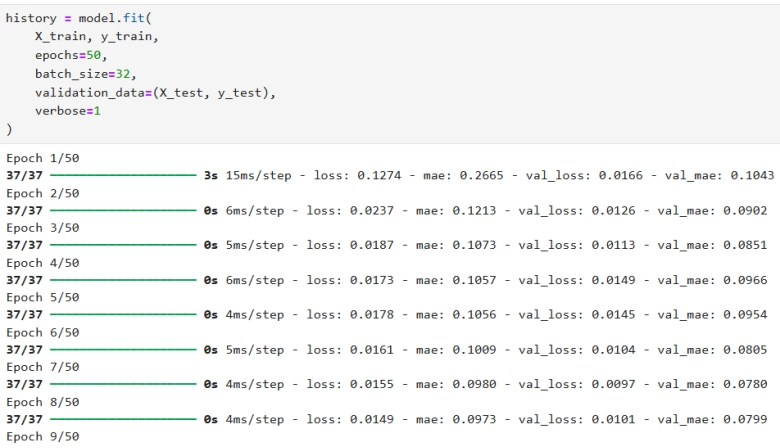 history = model.fit(
    X_train, y_train,
    epochs=50,
    batch_size=32,
    validation_data=(X_test, y_test),
    verbose=1
)
Epoch 1/50
37/37 ━━━━━━━━━━━━━━━━━━━━ 3s 15ms/step - loss: 0.1274 - mae: 0.2665 - val_loss: 0.0166 - val_mae: 0.1043
Epoch 2/50
37/37 ━━━━━━━━━━━━━━━━━━━━ 0s 6ms/step - loss: 0.0237 - mae: 0.1213 - val_loss: 0.0126 - val_mae: 0.0902
Epoch 3/50
37/37 ━━━━━━━━━━━━━━━━━━━━ 0s 5ms/step - loss: 0.0187 - mae: 0.1073 - val_loss: 0.0113 - val_mae: 0.0851
Epoch 4/50
37/37 ━━━━━━━━━━━━━━━━━━━━ 0s 6ms/step - loss: 0.0173 - mae: 0.1057 - val_loss: 0.0149 - val_mae: 0.0966
Epoch 5/50
37/37 ━━━━━━━━━━━━━━━━━━━━ 0s 4ms/step - loss: 0.0178 - mae: 0.1056 - val_loss: 0.0145 - val_mae: 0.0954
Epoch 6/50
37/37 ━━━━━━━━━━━━━━━━━━━━ 0s 5ms/step - loss: 0.0161 - mae: 0.1009 - val_loss: 0.0104 - val_mae: 0.0805
Epoch 7/50
37/37 ━━━━━━━━━━━━━━━━━━━━ 0s 4ms/step - loss: 0.0155 - mae: 0.0980 - val_loss: 0.0097 - val_mae: 0.0780
Epoch 8/50
37/37 ━━━━━━━━━━━━━━━━━━━━ 0s 4ms/step - loss: 0.0149 - mae: 0.0973 - val_loss: 0.0101 - val_mae: 0.0799
Epoch 9/50